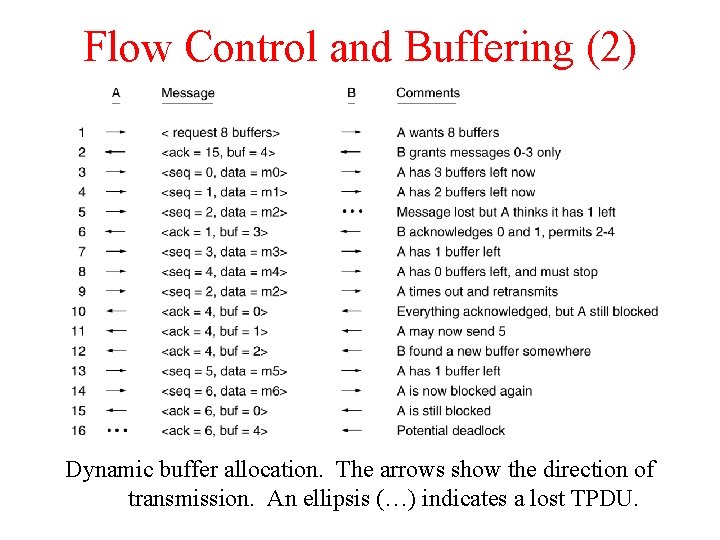 Flow Control and Buffering (2)
A Message B Comments
1 → < request 8 buffers> → A wants 8 buffers
2 ← <ack = 15, buf = 4> ← B grants messages 0-3 only
3 → <seq = 0, data = m0> → A has 3 buffers left now
4 → <seq = 1, data = m1> → A has 2 buffers left now
5 → <seq = 2, data = m2> ••• Message lost but A thinks it has 1 left
6 ← <ack = 1, buf = 3> ← B acknowledges 0 and 1, permits 2-4
7 → <seq = 3, data = m3> → A has 1 buffer left
8 → <seq = 4, data = m4> → A has 0 buffers left, and must stop
9 → <seq = 2, data = m2> → A times out and retransmits
10 ← <ack = 4, buf = 0> ← Everything acknowledged, but A still blocked
11 ← <ack = 4, buf = 1> ← A may now send 5
12 ← <ack = 4, buf = 2> ← B found a new buffer somewhere
13 → <seq = 5, data = m5> → A has 1 buffer left
14 → <seq = 6, data = m6> → A is now blocked again
15 ← <ack = 6, buf = 0> ← A is still blocked
16 ••• <ack = 6, buf = 4> ← Potential deadlock
Dynamic buffer allocation. The arrows show the direction of
transmission. An ellipsis (…) indicates a lost TPDU.